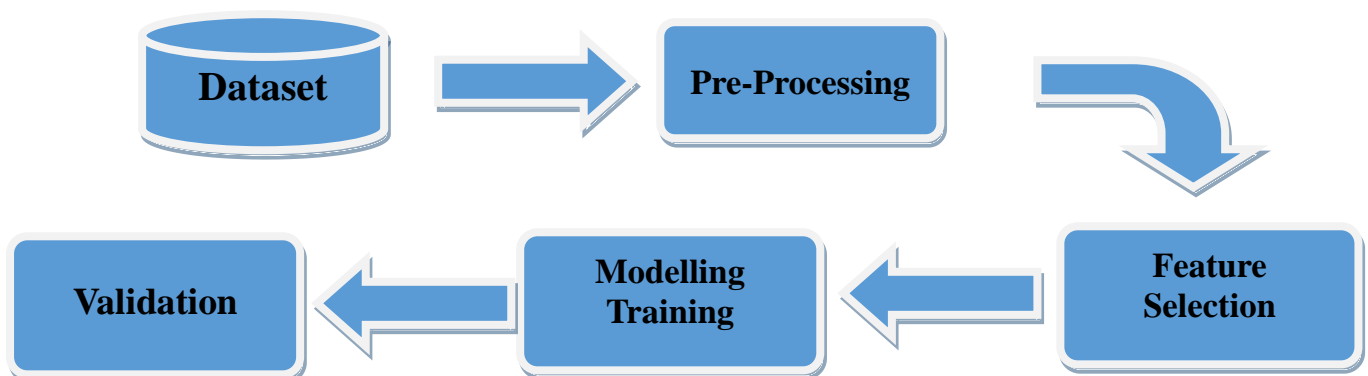 Dataset
Pre-Processing
Feature
Selection
Modelling
Training
Validation